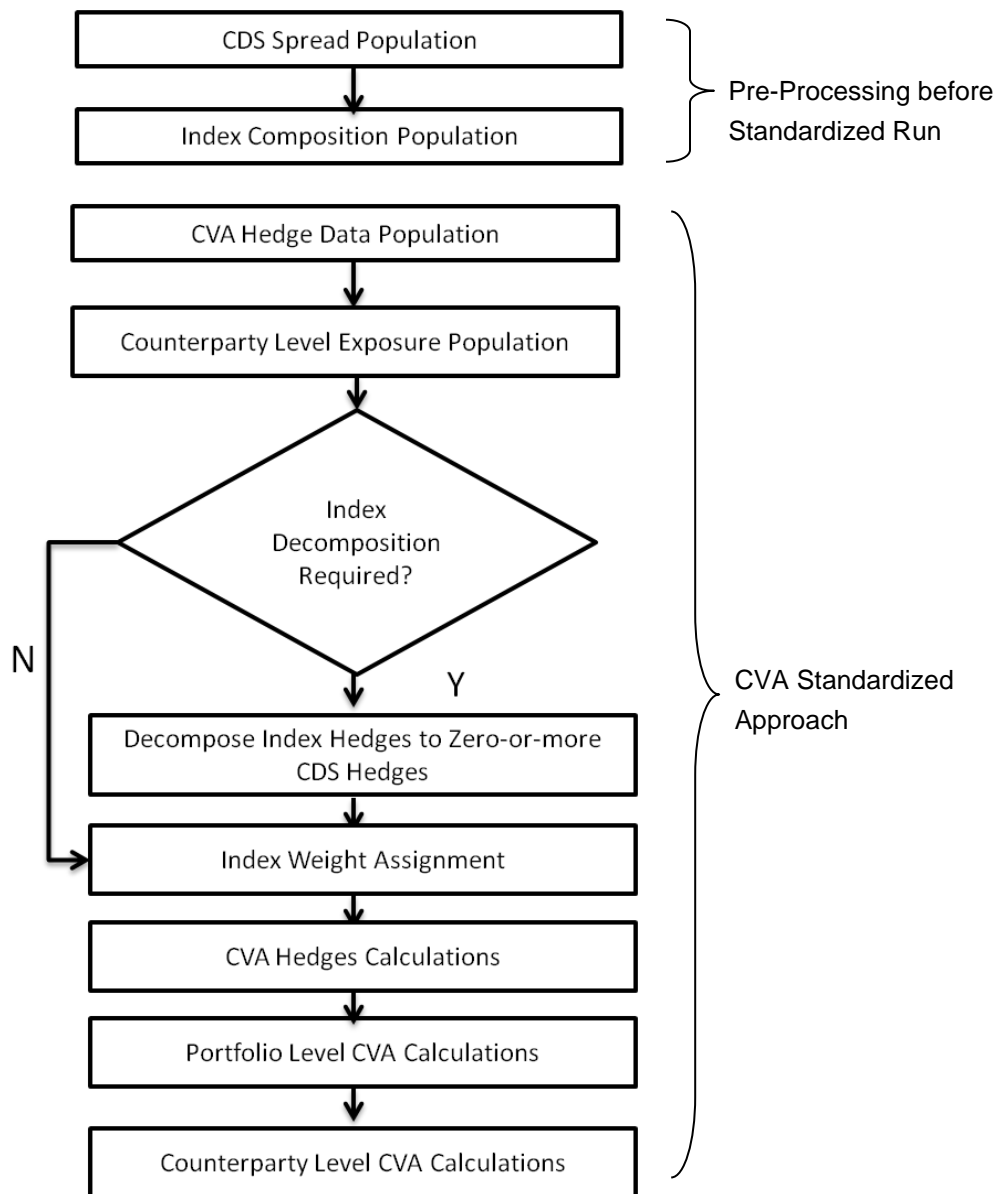 CDS Spread Population
Index Composition Population
Pre-Processing before
Standardized Run
CVA Hedge Data Population
Counterparty Level Exposure Population
Index
Decomposition
Required?
N
Y
Decompose Index Hedges to Zero-or-more
CDS Hedges
Index Weight Assignment
CVA Hedges Calculations
Portfolio Level CVA Calculations
Counterparty Level CVA Calculations
CVA Standardized
Approach